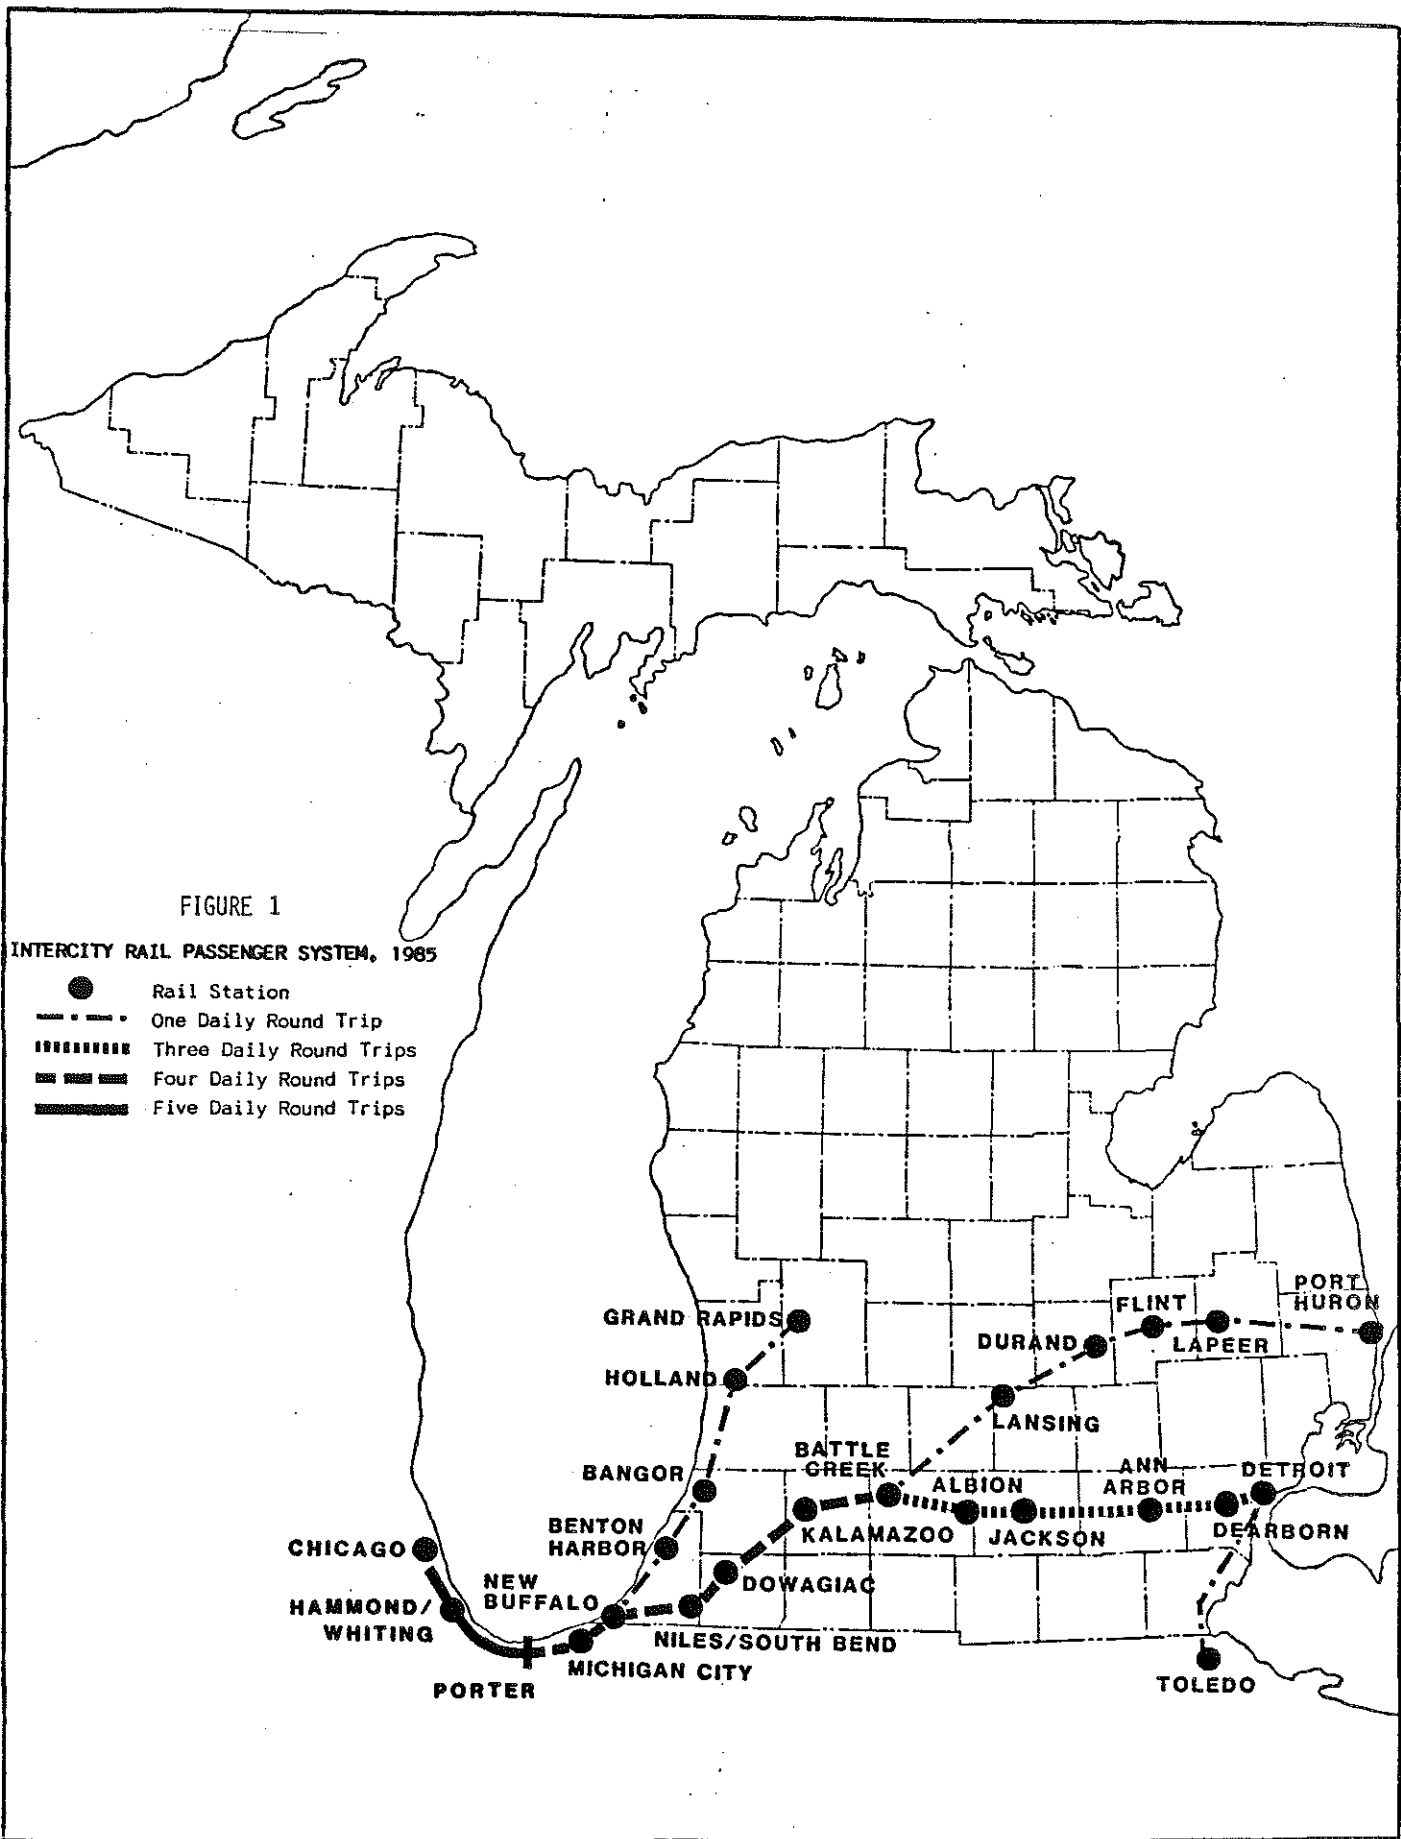 FIGURE 1
INTERCITY RAIL PASSENGER SYSTEM, 1985
Rail Station
One Daily Round Trip
Three Daily Round Trips
Four Daily Round Trips
Five Daily Round Trips
PORT
HURON
FLINT
GRAND RAPIDS
DURAND
LAPEER
HOLLAND
LANSING
BATTLE
CREEK
ANN
ARBOR
DETROIT
BANGOR
ALBION
BENTON
HARBOR
KALAMAZOO
JACKSON
DEARBORN
CHICAGO
NEW
BUFFALO
DOWAGIAC
HAMMOND/
WHITING
NILES/SOUTH BEND
MICHIGAN CITY
PORTER
TOLEDO